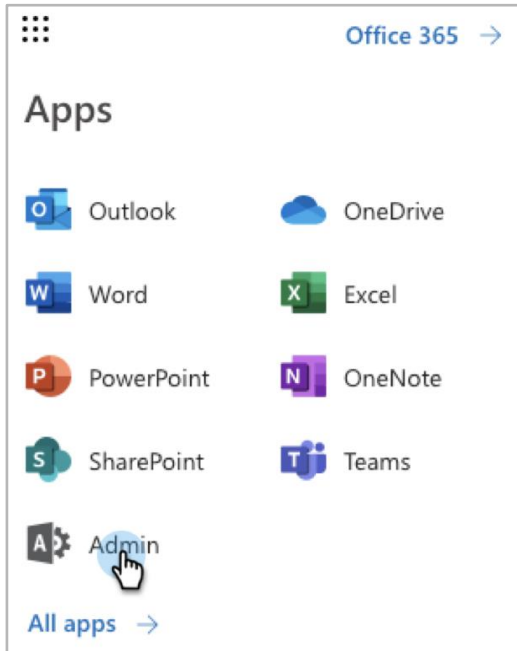 Office 365
Apps
Outlook
OneDrive
Word
Excel
PowerPoint
OneNote
SharePoint
Teams
Admin
All apps